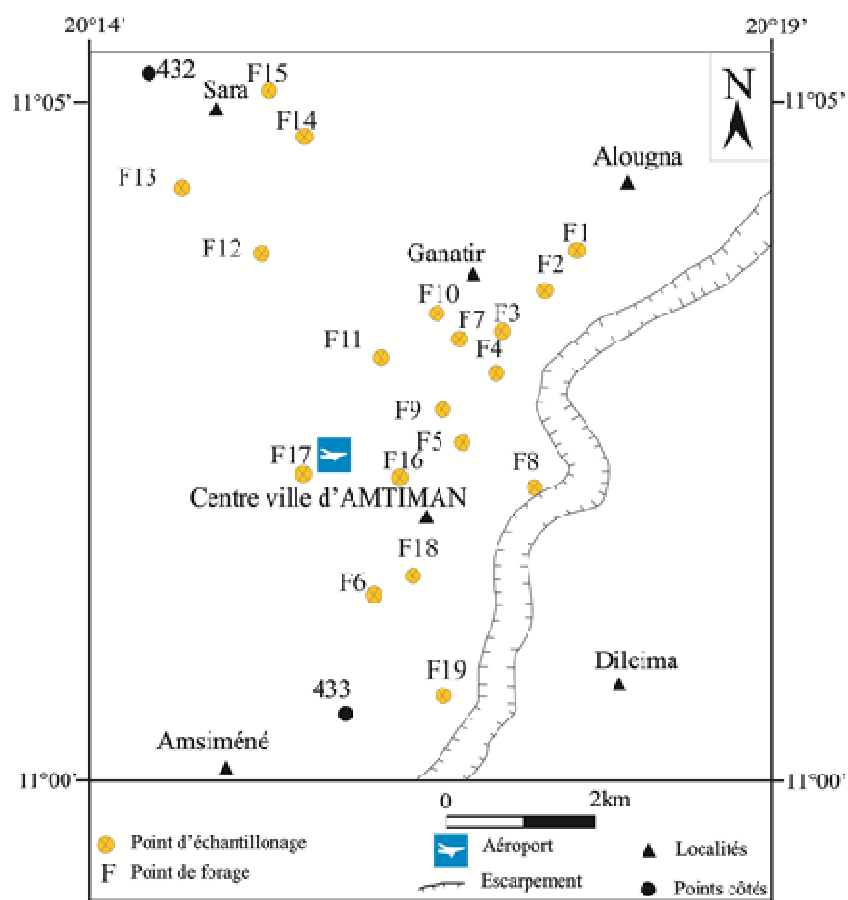 20°14'
20°19'
432
F15
Sara
11°05'
11°05'
N
F14
Alougna
F13
F1
F12
Ganatir
F2
F10
F3
F7
F11
F4
F9
F5
F17
F16
F8
Centre ville d'AMTIMAN
F18
F6
F19
Dilcima
433
Amsiméné
11°00'
11°00'
0
2km
Point d'échantillonage
Aéroport
Localités
F
Point de forage
Escarpement
Points côtés